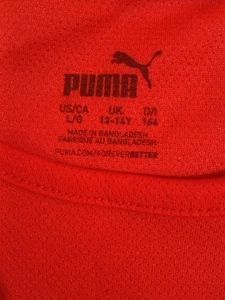 PUMA
US/CA UK D/I
L/G 13-14Y 164
MADE IN BANGLADESH
FABRIQUÉ AU BANGLADESH
PUMA.COM/FOREVERBETTER